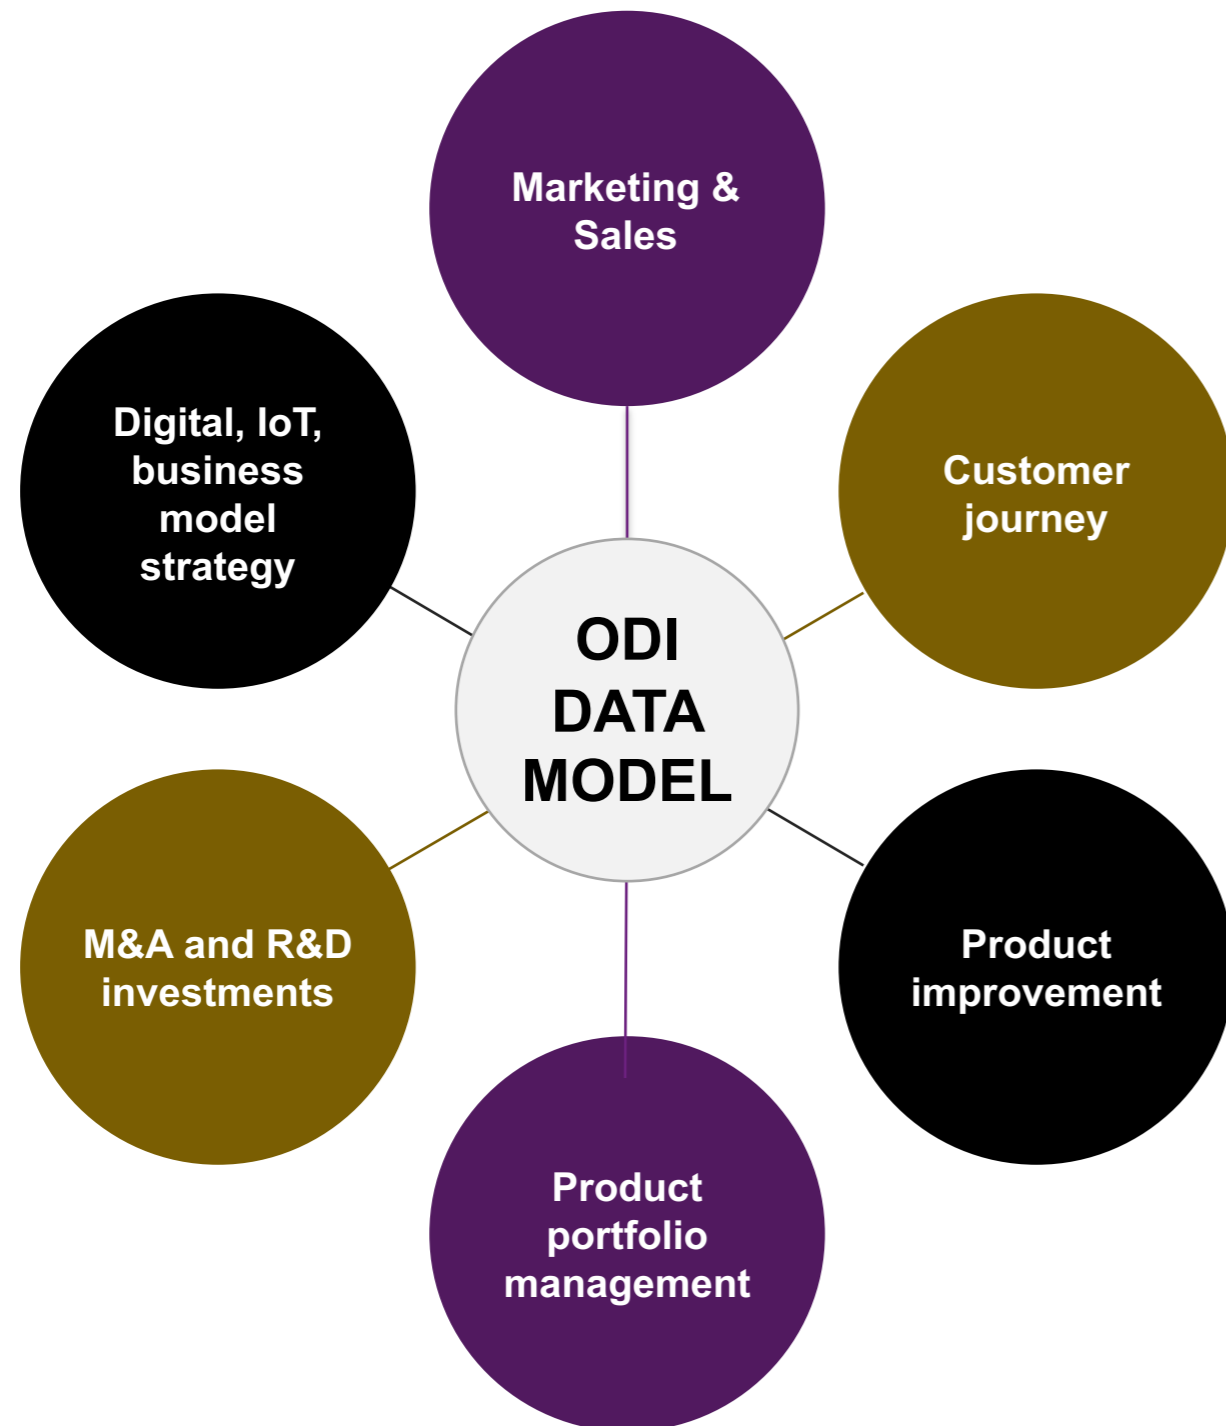 Marketing &
Sales
Digital, IoT,
business
model
strategy
Customer
journey
ODI
DATA
MODEL
M&A and R&D
investments
Product
improvement
Product
portfolio
management